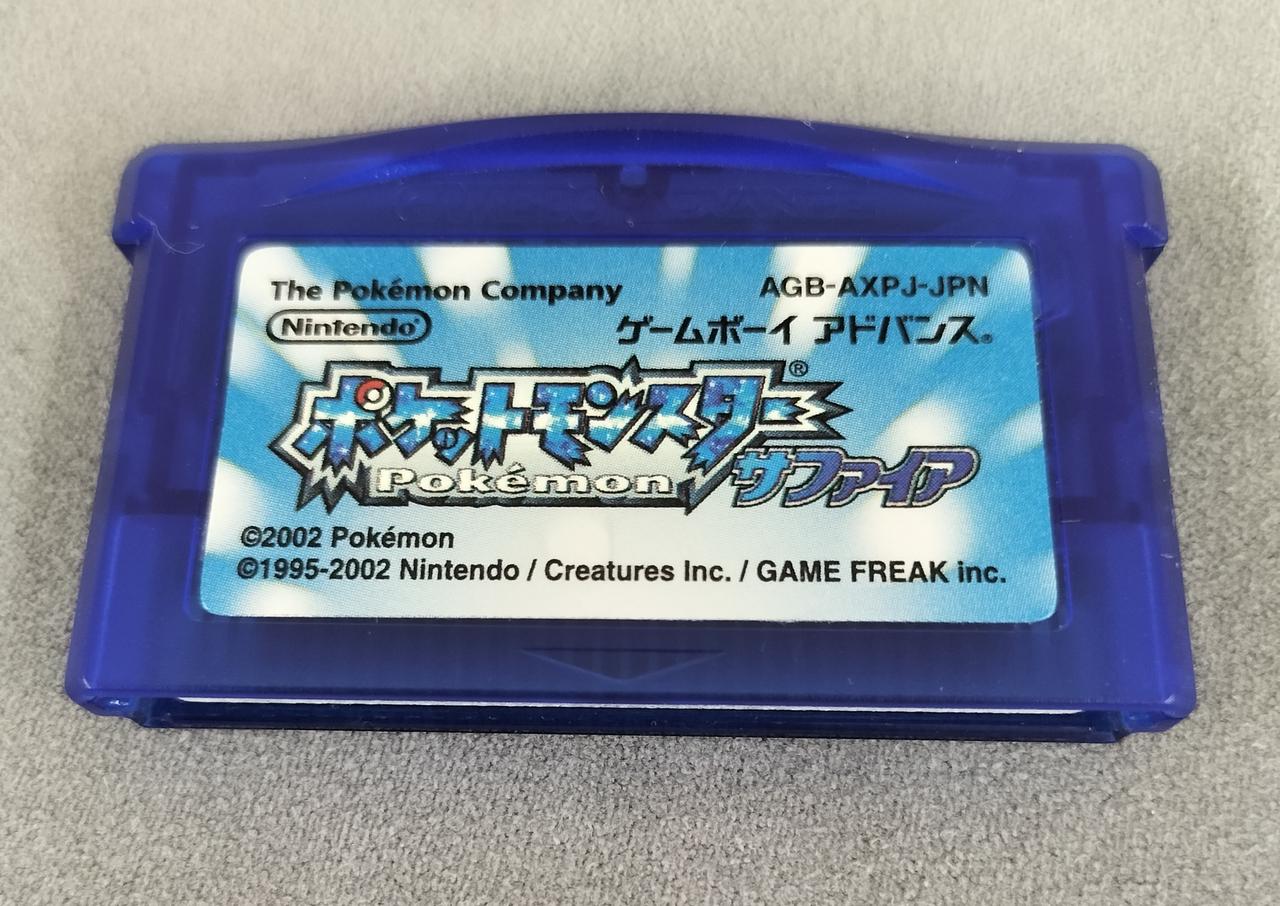 The Pokémon Company
AGB-AXPJ-JPN
Nintendo®
ゲームボーイ アドバンス®
ポケットモンスター®
Pokémon
サファイア
©2002 Pokémon
©1995-2002 Nintendo / Creatures Inc. / GAME FREAK inc.